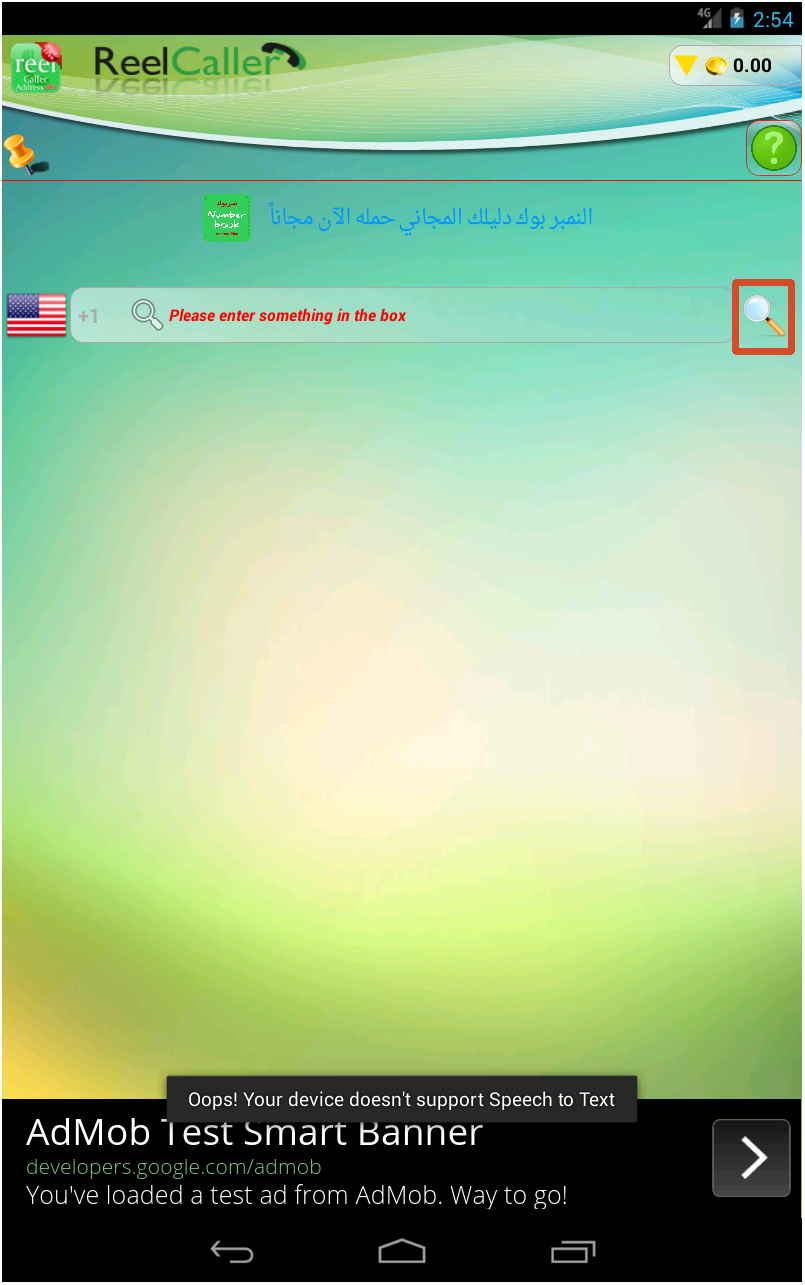 4G 2:54
reel
Caller
Address
ReelCaller
0.00
?
Number
book
النمبر بوك دليلك المجاني حمله الآن مجاناً
+1 Please enter something in the box
Oops! Your device doesn't support Speech to Text
AdMob Test Smart Banner
developers.google.com/admob
You've loaded a test ad from AdMob. Way to go!